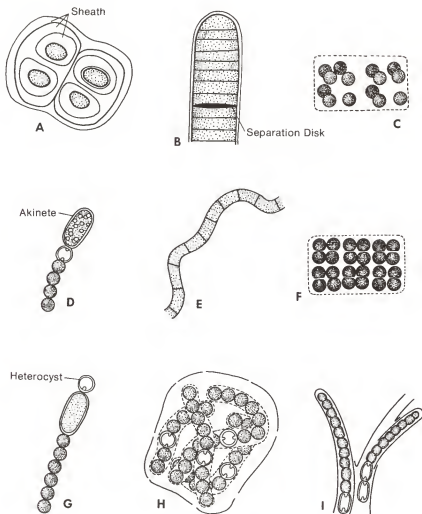 Sheath
A
B
Separation Disk
C
Akinete
D
E
F
Heterocyst
G
H
I